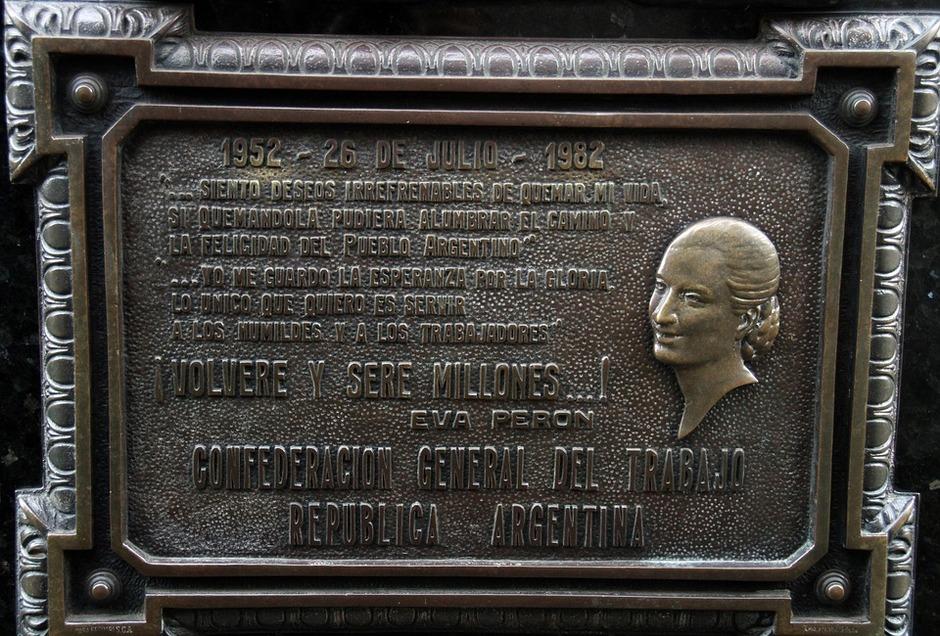 1952 - 26 DE JULIO - 1982
"...SIENTO DESEOS IRREFRENABLES DE QUEMAR MI VIDA,
SI QUEMANDOLA PUDIERA ALUMBRAR EL CAMINO Y
LA FELICIDAD DEL PUEBLO ARGENTINO"
"....YO ME GUARDO LA ESPERANZA POR LA GLORIA
LO UNICO QUE QUIERO ES SERVIR
A LOS HUMILDES Y A LOS TRABAJADORES"
¡VOLVERE Y SERE MILLONES...!
EVA PERON
CONFEDERACION GENERAL DEL TRABAJO
REPUBLICA ARGENTINA